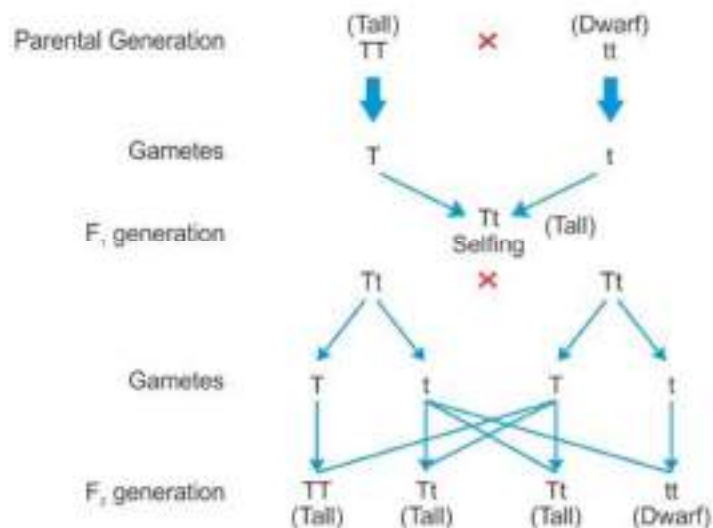 (Tall) (Dwarf)
Parental Generation TT × tt
Gametes T t
Tt (Tall)
F₁ generation
Selfing
Tt × Tt
Gametes T t T t
F₂ generation TT Tt Tt tt
(Tall) (Tall) (Tall) (Dwarf)